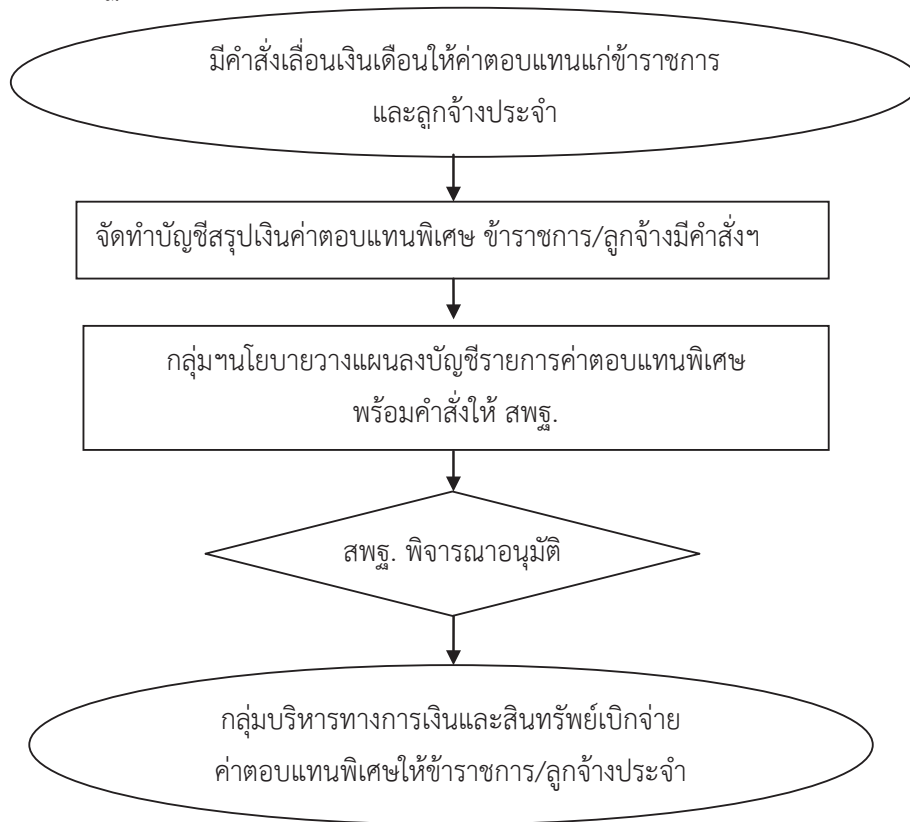 มีคำสั่งเลื่อนเงินเดือนให้ค่าตอบแทนแก่ข้าราชการ
และลูกจ้างประจำ
จัดทำบัญชีสรุปเงินค่าตอบแทนพิเศษ ข้าราชการ/ลูกจ้างมีคำสั่งฯ
กลุ่มฯนโยบายวางแผนลงบัญชีรายการค่าตอบแทนพิเศษ
พร้อมคำสั่งให้ สพฐ.
สพฐ. พิจารณาอนุมัติ
กลุ่มบริหารทางการเงินและสินทรัพย์เบิกจ่าย
ค่าตอบแทนพิเศษให้ข้าราชการ/ลูกจ้างประจำ